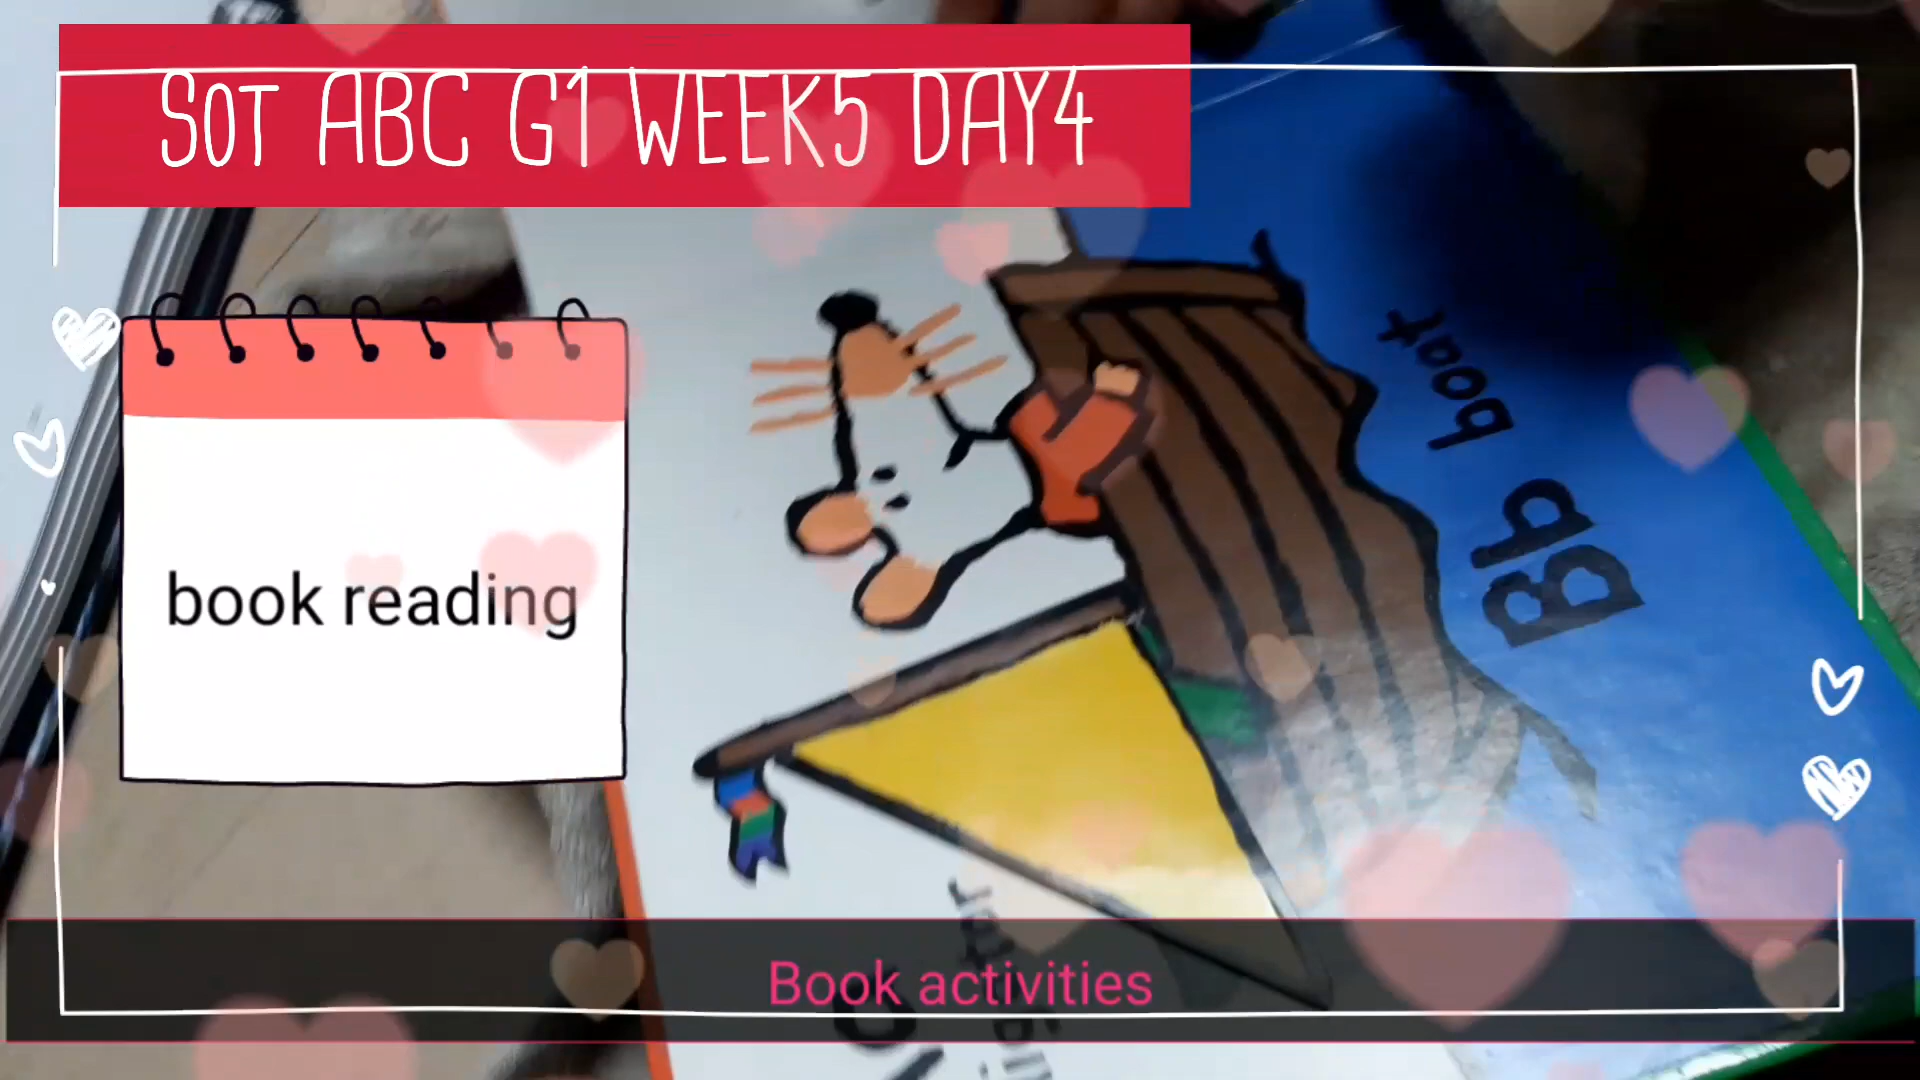 SOT ABC G1 WEEK5 DAY4
book reading
boat
Bb
Book activities